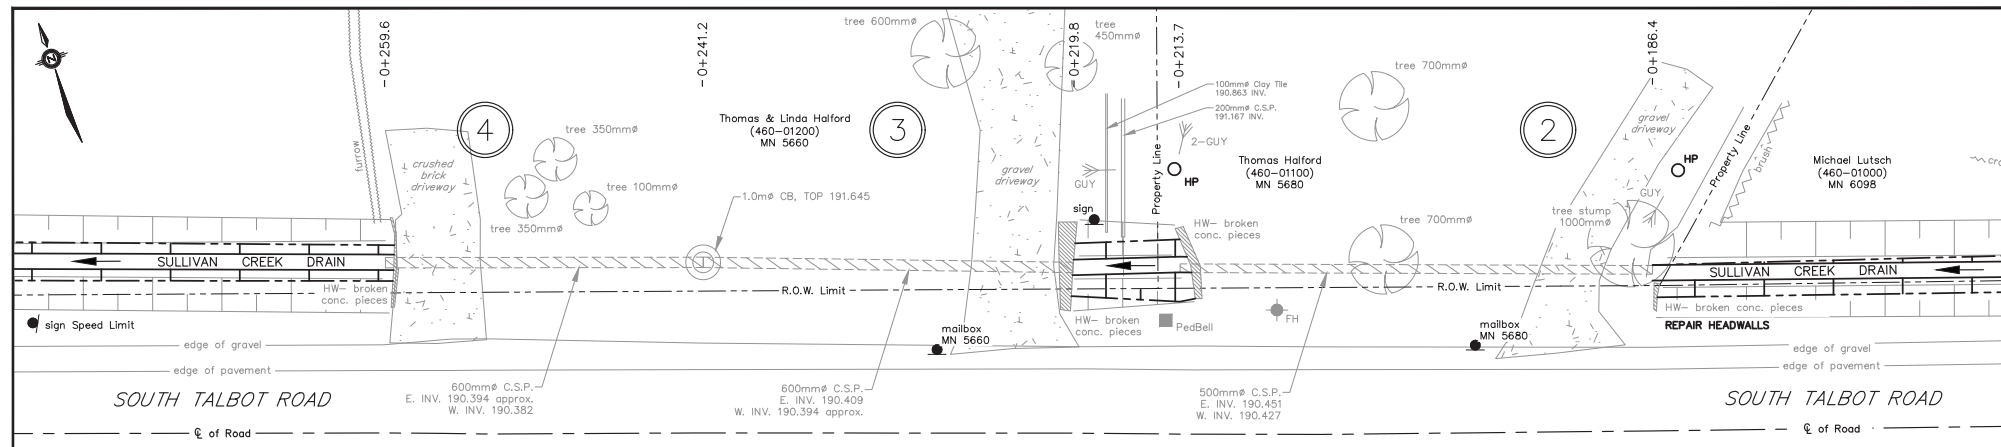 N
furrow
0+259.6
0+241.2
tree 600mmø
0+219.8
tree
450mmø
0+213.7
0+186.4
tree 700mmø
100mmø Clay Tile
190.863 INV.
200mmø C.S.P.
191.167 INV.
4
3
2
tree 350mmø
Thomas & Linda Halford
(460-01200)
MN 5660
crushed
brick
driveway
gravel
driveway
Property Line
2-GUY
GUY
HP
Thomas Halford
(460-01100)
MN 5680
gravel
driveway
HP
GUY
Property Line
brush
Michael Lutsch
(460-01000)
MN 6098
tree 100mmø
tree 350mmø
1.0mø CB, TOP 191.645
sign
HW- broken
conc. pieces
tree 700mmø
tree stump
1000mmø
SULLIVAN CREEK DRAIN
SULLIVAN CREEK DRAIN
HW- broken
conc. pieces
R.O.W. Limit
R.O.W. Limit
HW- broken conc. pieces
REPAIR HEADWALLS
sign Speed Limit
mailbox
MN 5660
HW- broken
conc. pieces
PedBell
FH
mailbox
MN 5680
edge of gravel
edge of gravel
edge of pavement
edge of pavement
600mmø C.S.P.
E. INV. 190.394 approx.
W. INV. 190.382
600mmø C.S.P.
E. INV. 190.409
W. INV. 190.394 approx.
500mmø C.S.P.
E. INV. 190.451
W. INV. 190.427
SOUTH TALBOT ROAD
SOUTH TALBOT ROAD
℄ of Road
℄ of Road